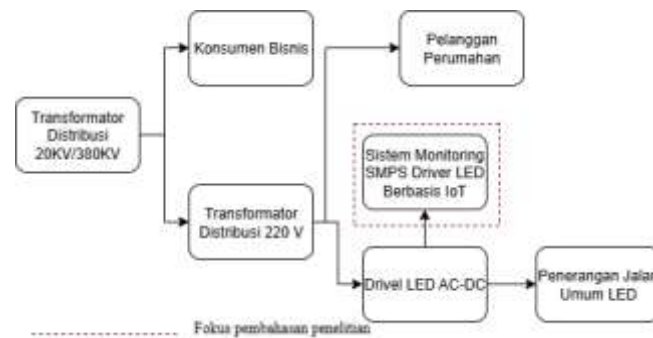 Konsumen Bisnis
Pelanggan
Perumahan
Transformator
Distribusi
20KV/380KV
Sistem Monitoring
SMPS Driver LED
Berbasis IoT
Transformator
Distribusi 220 V
Drivel LED AC-DC
Penerangan Jalan
Umum LED
Fokus pembahasan penelitian